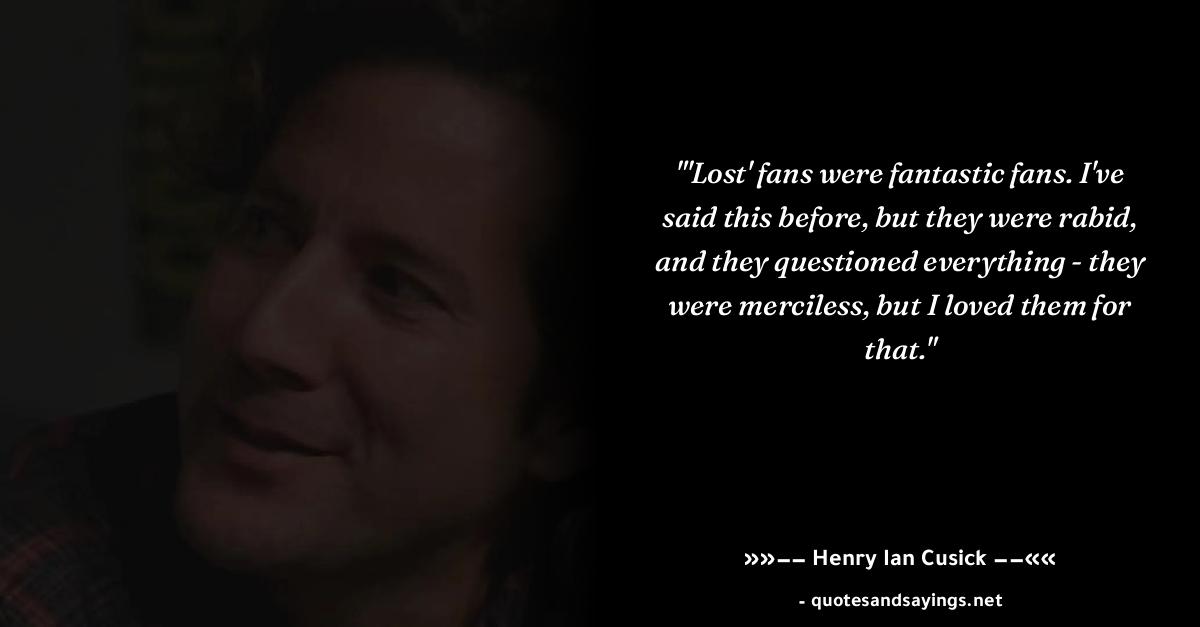 "'Lost' fans were fantastic fans. I've
said this before, but they were rabid,
and they questioned everything - they
were merciless, but I loved them for
that."
»»−− Henry Ian Cusick −−««
- quotesandsayings.net